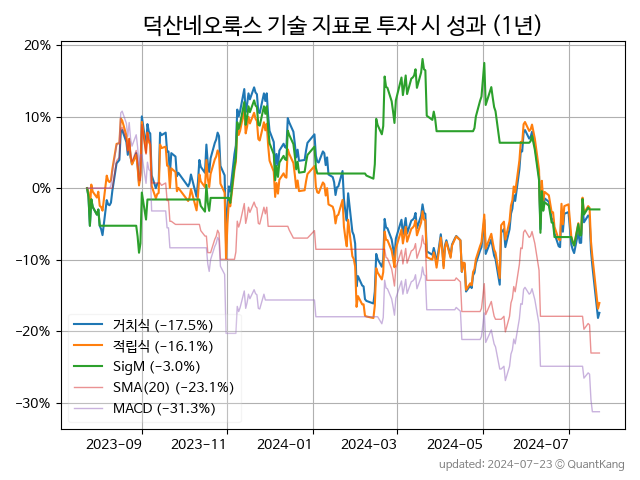 덕산네오룩스 기술 지표로 투자 시 성과 (1년)
20%
10%
0%
−10%
−20%
−30%
거치식 (−17.5%)
적립식 (−16.1%)
SigM (−3.0%)
SMA(20) (−23.1%)
MACD (−31.3%)
2023-09
2023-11
2024-01
2024-03
2024-05
2024-07
updated: 2024-07-23 © QuantKang